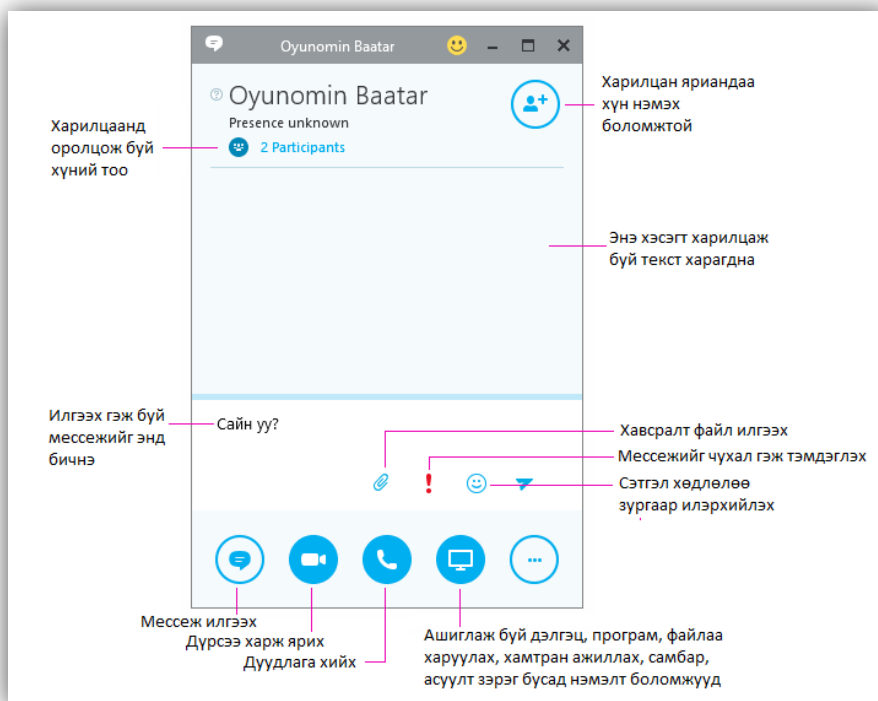 Oyunomin Baatar
Oyunomin Baatar
Presence unknown
2 Participants
Харилцан яриандаа
хүн нэмэх
боломжтой
Харилцаанд
оролцож буй
хүний тоо
Энэ хэсэгт харилцаж
буй текст харагдна
Илгээх гэж буй
мессежийг энд
бичнэ
Сайн уу?
Хавсралт файл илгээх
Мессежийг чухал гэж тэмдэглэх
Сэтгэл хөдлөлөө
зургаар илэрхийлэх
Мессеж илгээх
Дүрсээ харж ярих
Дуудлага хийх
Ашиглаж буй дэлгэц, програм, файлаа
харуулах, хамтран ажиллах, самбар,
асуулт зэрэг бусад нэмэлт боломжууд